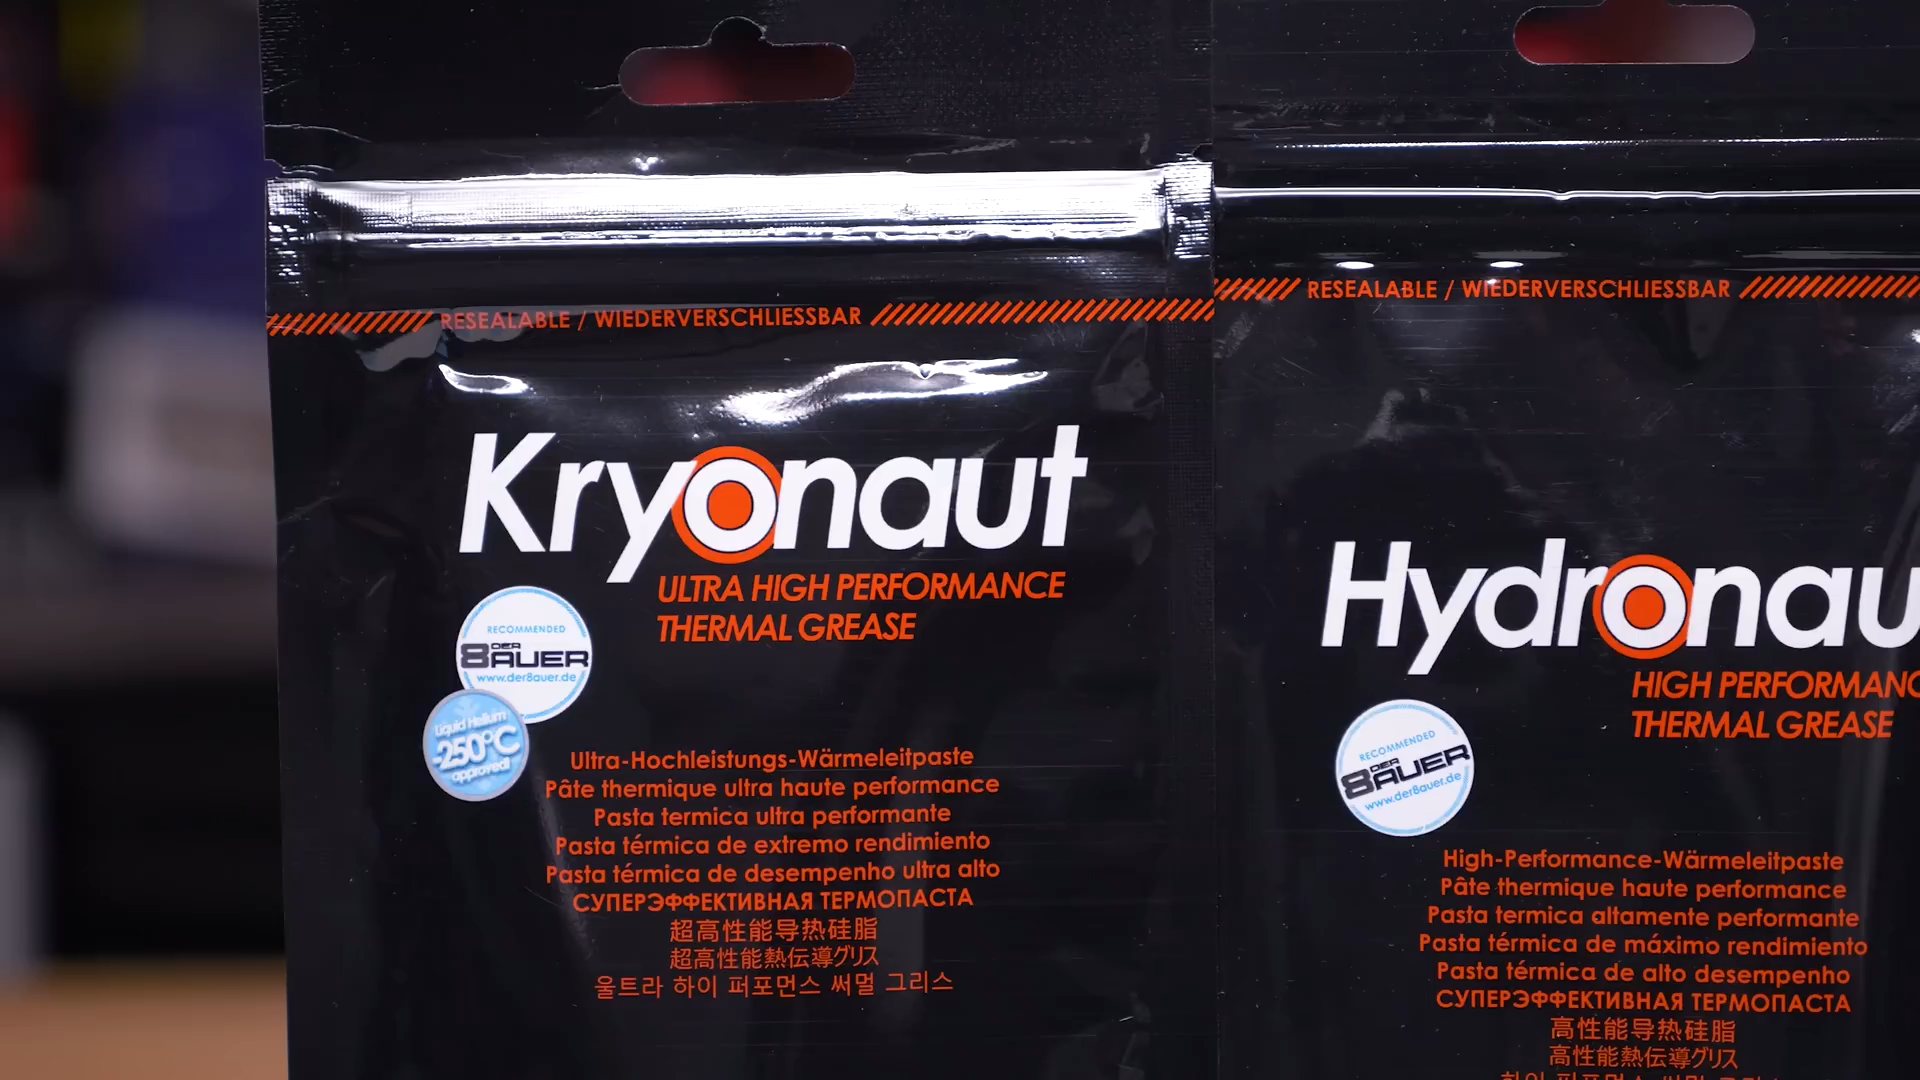 RESEALABLE / WIEDERVERSCHLIESSBAR
Kryonaut
ULTRA HIGH PERFORMANCE
THERMAL GREASE
RECOMMENDED
DER
8AUER
www.der8auer.de
Liquid Helium
-250°C
approved!
Ultra-Hochleistungs-Wärmeleitpaste
Pâte thermique ultra haute performance
Pasta termica ultra performante
Pasta térmica de extremo rendimiento
Pasta térmica de desempenho ultra alto
СУПЕРЭФФЕКТИВНАЯ ТЕРМОПАСТА
超高性能导热硅脂
超高性能熱伝導グリス
울트라 하이 퍼포먼스 써멀 그리스
RESEALABLE / WIEDERVERSCHLIESSBAR
Hydronau
HIGH PERFORMANC
THERMAL GREASE
RECOMMENDED
DER
8AUER
www.der8auer.de
High-Performance-Wärmeleitpaste
Pâte thermique haute performance
Pasta termica altamente performante
Pasta térmica de máximo rendimiento
Pasta térmica de alto desempenho
СУПЕРЭФФЕКТИВНАЯ ТЕРМОПАСТА
高性能导热硅脂
高性能熱伝導グリス